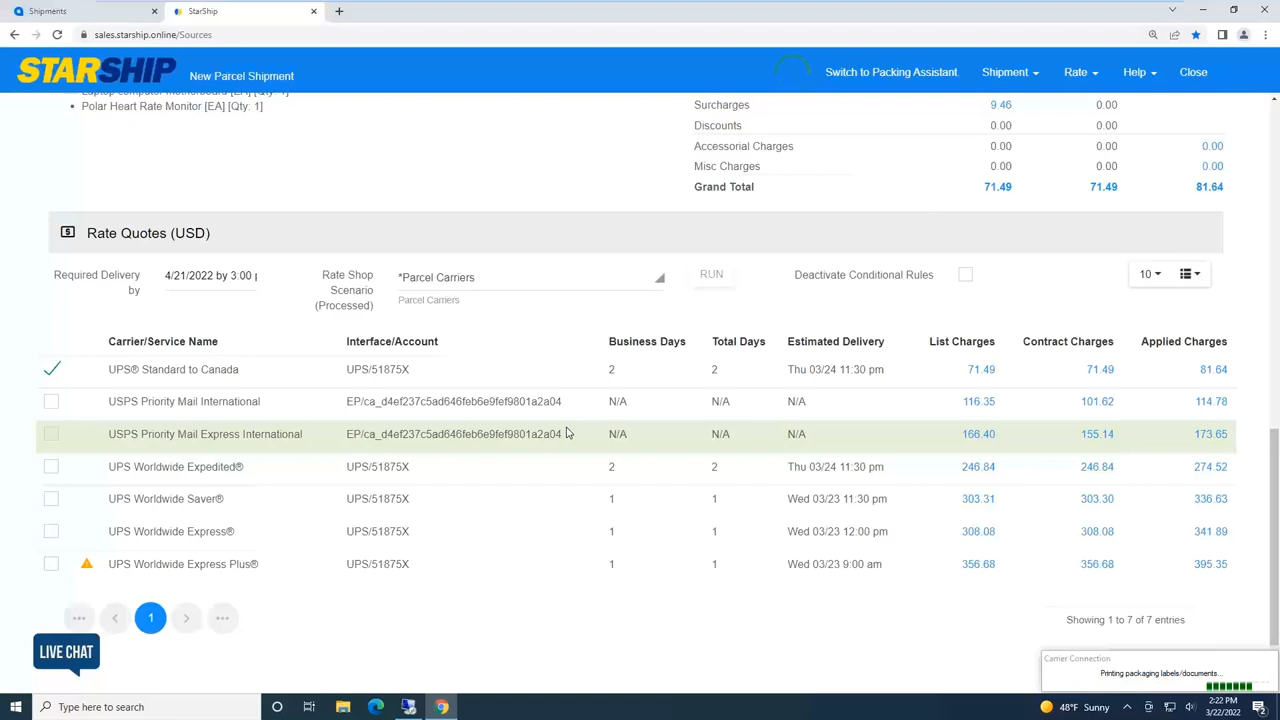 Shipments
StarShip
sales.starship.online/Sources
STARSHIP New Parcel Shipment Switch to Packing Assistant Shipment Rate Help Close
Laptop computer motherboard [EA] [Qty: 1]
Polar Heart Rate Monitor [EA] [Qty: 1]
Surcharges 9.46 0.00
Discounts 0.00 0.00
Accessorial Charges 0.00 0.00 0.00
Misc Charges 0.00 0.00 0.00
Grand Total 71.49 71.49 81.64
Rate Quotes (USD)
Required Delivery by 4/21/2022 by 3:00 Rate Shop Scenario (Processed) *Parcel Carriers RUN Deactivate Conditional Rules 10
Parcel Carriers
Carrier/Service Name Interface/Account Business Days Total Days Estimated Delivery List Charges Contract Charges Applied Charges
UPS® Standard to Canada UPS/51875X 2 2 Thu 03/24 11:30 pm 71.49 71.49 81.64
USPS Priority Mail International EP/ca_d4ef237c5ad646feb6e9fef9801a2a04 N/A N/A N/A 116.35 101.62 114.78
USPS Priority Mail Express International EP/ca_d4ef237c5ad646feb6e9fef9801a2a04 N/A N/A N/A 166.40 155.14 173.65
UPS Worldwide Expedited® UPS/51875X 2 2 Thu 03/24 11:30 pm 246.84 246.84 274.52
UPS Worldwide Saver® UPS/51875X 1 1 Wed 03/23 11:30 pm 303.31 303.30 336.63
UPS Worldwide Express® UPS/51875X 1 1 Wed 03/23 12:00 pm 308.08 308.08 341.89
UPS Worldwide Express Plus® UPS/51875X 1 1 Wed 03/23 9:00 am 356.68 356.68 395.35
1
Showing 1 to 7 of 7 entries
LIVE CHAT
Carrier Connection
Printing packaging labels/documents...
Type here to search
48°F Sunny
2:22 PM
3/22/2022
2